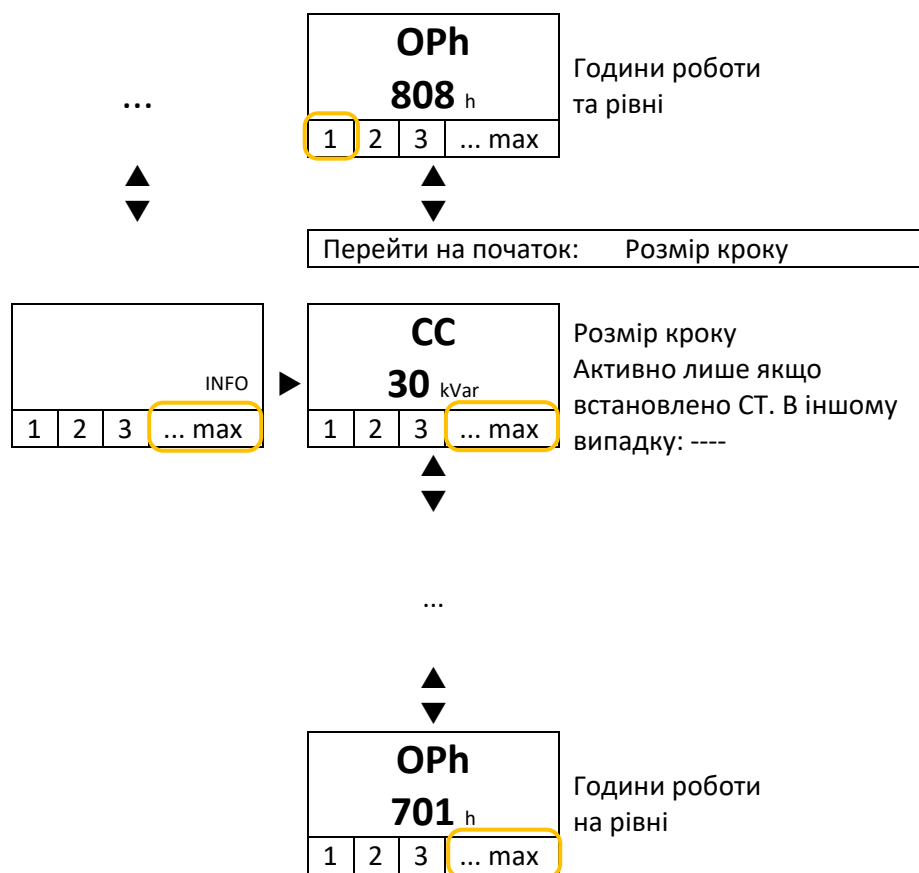 OPh
808 h
1 2 3 ... max
Години роботи
та рівні
...
Перейти на початок: Розмір кроку
INFO
1 2 3 ... max
CC
30 kVar
1 2 3 ... max
Розмір кроку
Активно лише якщо
встановлено СТ. В іншому
випадку: ----
...
OPh
701 h
1 2 3 ... max
Години роботи
на рівні